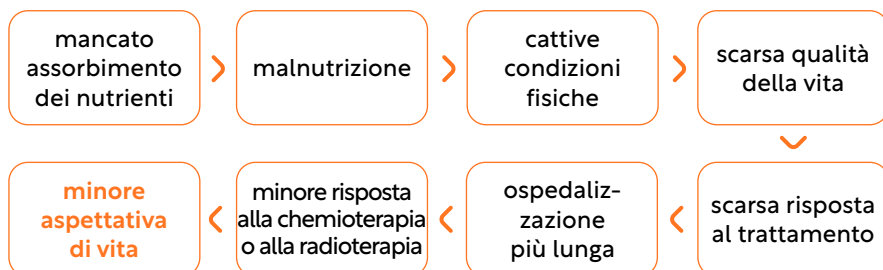 mancato
assorbimento
dei nutrienti
malnutrizione
cattive
condizioni
fisiche
scarsa qualità
della vita
scarsa risposta
al trattamento
ospedaliz-
zazione
più lunga
minore risposta
alla chemioterapia
o alla radioterapia
minore
aspettativa
di vita